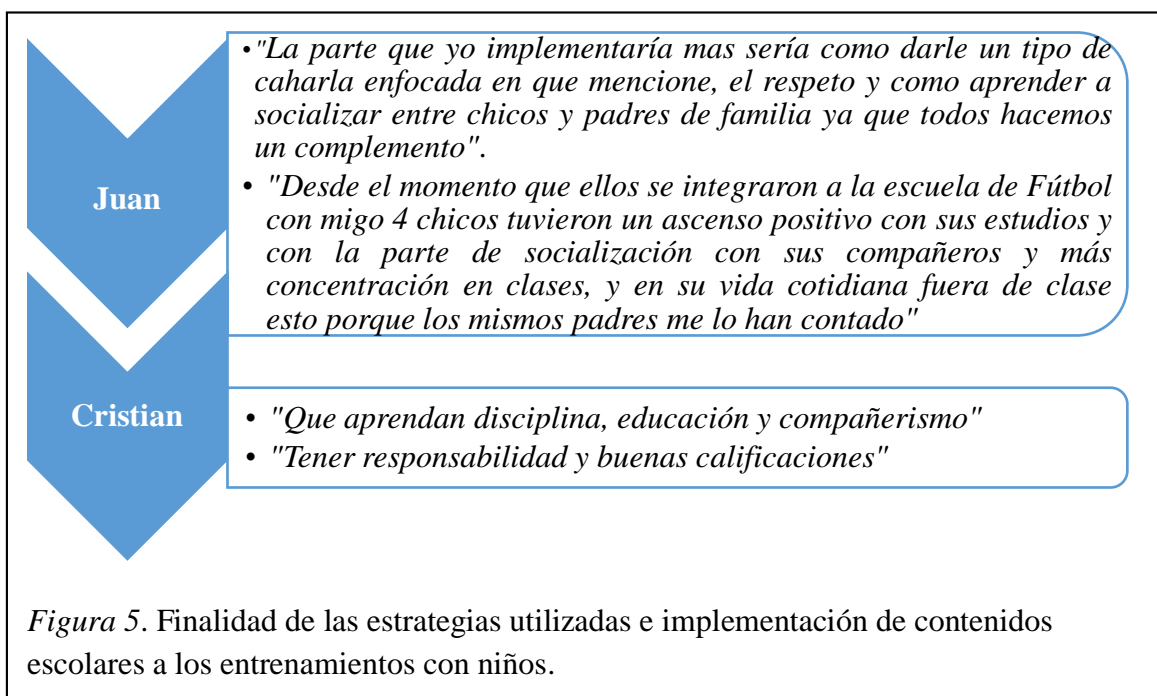 Juan
•"La parte que yo implementaría mas sería como darle un tipo de
caharla enfocada en que mencione, el respeto y como aprender a
socializar entre chicos y padres de familia ya que todos hacemos
un complemento".
• "Desde el momento que ellos se integraron a la escuela de Fútbol
con migo 4 chicos tuvieron un ascenso positivo con sus estudios y
con la parte de socialización con sus compañeros y más
concentración en clases, y en su vida cotidiana fuera de clase
esto porque los mismos padres me lo han contado"
Cristian
• "Que aprendan disciplina, educación y compañerismo"
• "Tener responsabilidad y buenas calificaciones"
Figura 5. Finalidad de las estrategias utilizadas e implementación de contenidos
escolares a los entrenamientos con niños.